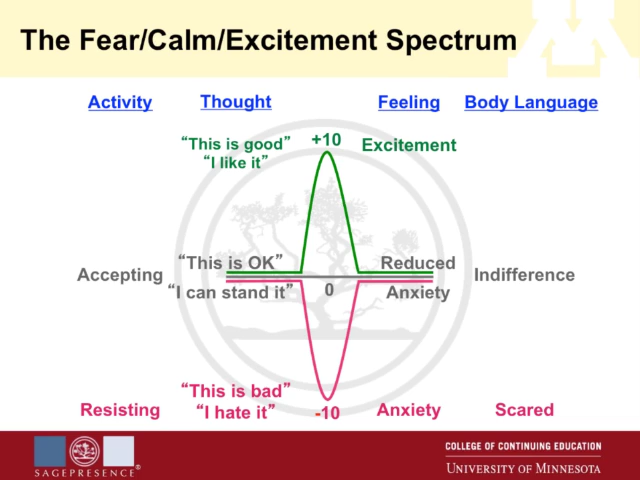 The Fear/Calm/Excitement Spectrum
Activity Thought Feeling Body Language
“This is good” +10 Excitement
“I like it”
“This is OK” Reduced
Accepting Indifference
“I can stand it” 0 Anxiety
“This is bad”
Resisting “I hate it” -10 Anxiety Scared
SAGEPRESENCE®
COLLEGE OF CONTINUING EDUCATION
UNIVERSITY OF MINNESOTA